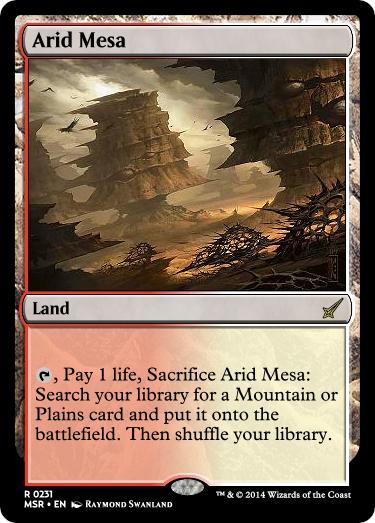 Arid Mesa
Land
, Pay 1 life, Sacrifice Arid Mesa:
Search your library for a Mountain or
Plains card and put it onto the
battlefield. Then shuffle your library.
R 0231
MSR • EN Raymond Swanland
™ & © 2014 Wizards of the Coast